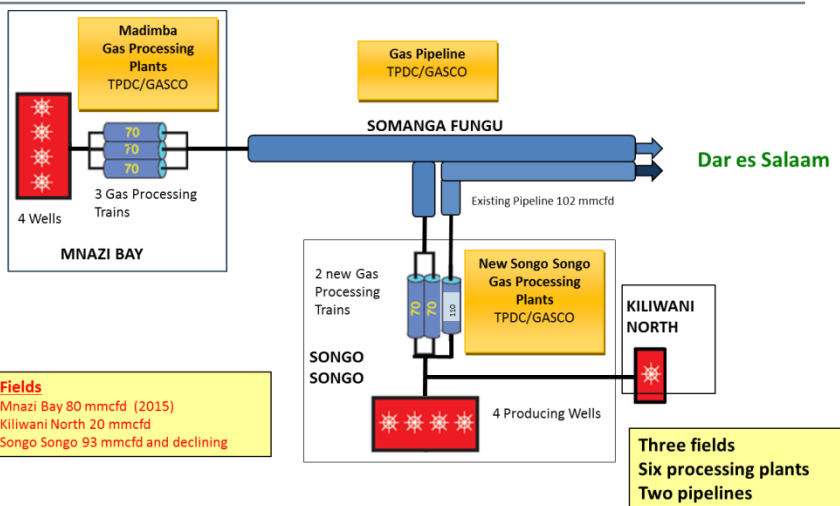 Madimba
Gas Processing
Plants
TPDC/GASCO
Gas Pipeline
TPDC/GASCO
70
70
70
SOMANGA FUNGU
Dar es Salaam
3 Gas Processing
Trains
4 Wells
MNAZI BAY
Existing Pipeline 102 mmcfd
2 new Gas
Processing
Trains
70
70
110
New Songo Songo
Gas Processing
Plants
TPDC/GASCO
KILIWANI
NORTH
SONGO
SONGO
4 Producing Wells
Fields
Mnazi Bay 80 mmcfd (2015)
Kiliwani North 20 mmcfd
Songo Songo 93 mmcfd and declining
Three fields
Six processing plants
Two pipelines